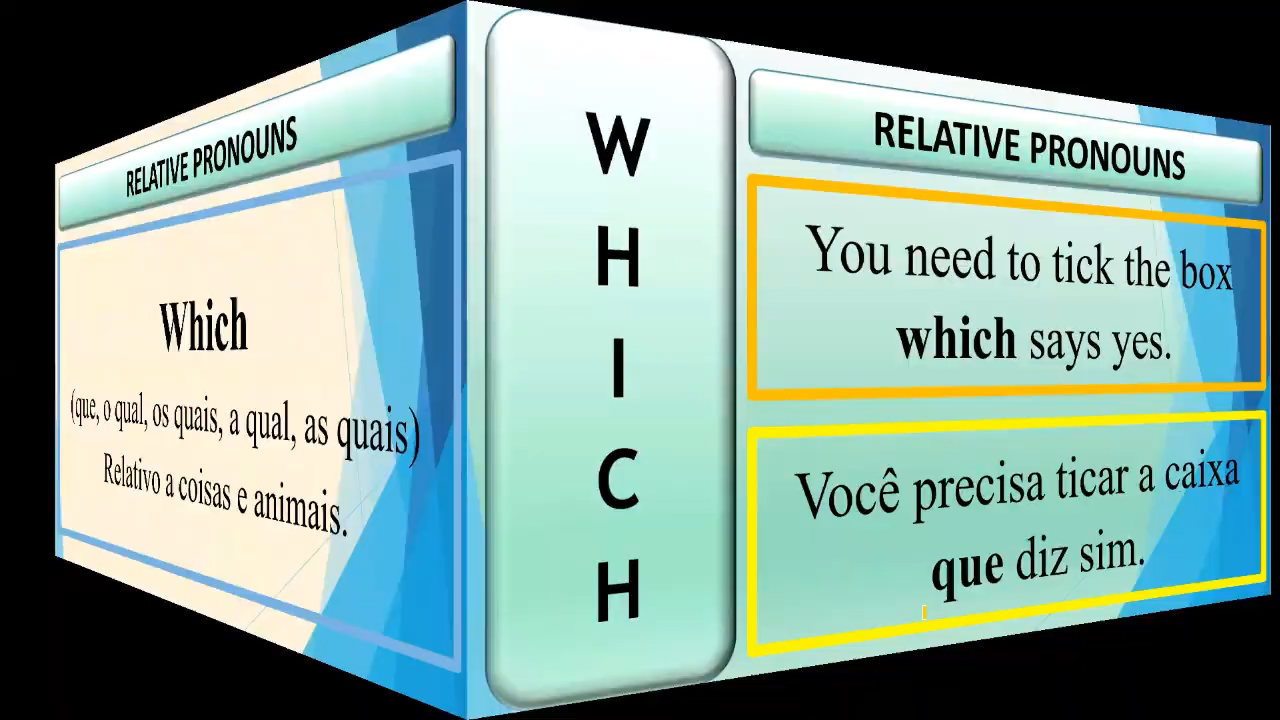 RELATIVE PRONOUNS
Which
(que, o qual, os quais, a qual, as quais)
Relativo a coisas e animais.
W
H
I
C
H
RELATIVE PRONOUNS
You need to tick the box
which says yes.
Você precisa ticar a caixa
que diz sim.